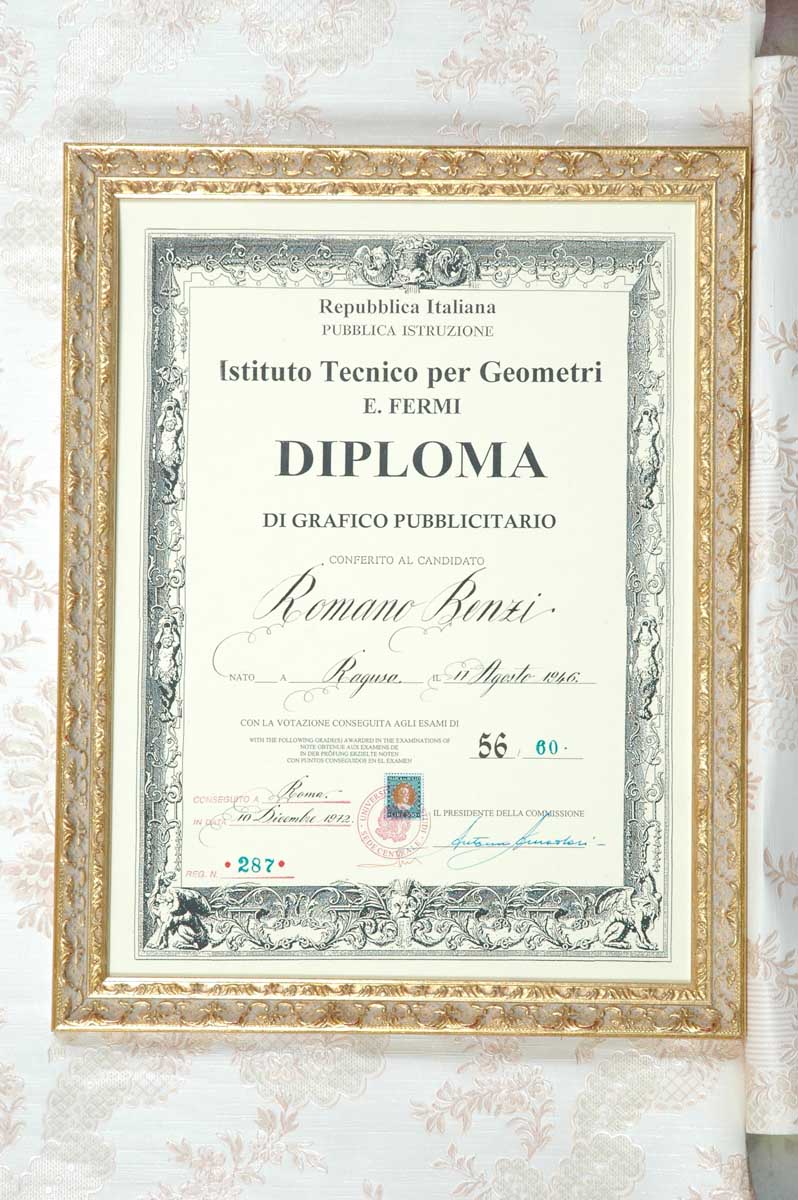 Repubblica Italiana
PUBBLICA ISTRUZIONE
Istituto Tecnico per Geometri
E. FERMI
DIPLOMA
DI GRAFICO PUBBLICITARIO
CONFERITO AL CANDIDATO
Romano Benzi
NATO A Ragusa IL 11 Agosto 1946
CON LA VOTAZIONE CONSEGUITA AGLI ESAMI DI
WITH THE FOLLOWING GRADE(S) AWARDED IN THE EXAMINATIONS OF
NOTE OBTENUE AUX EXAMENS DE
IN DER PRÖFUNG ERZIELTE NOTEN
CON PUNTOS CONSEGUIDOS EN EL EXAMEN
56 / 60.
CONSEGUITO A Roma.
IN DATA 10 Dicembre 1972.
IL PRESIDENTE DELLA COMMISSIONE
REG. N. •287•
SEDE CENTRALE